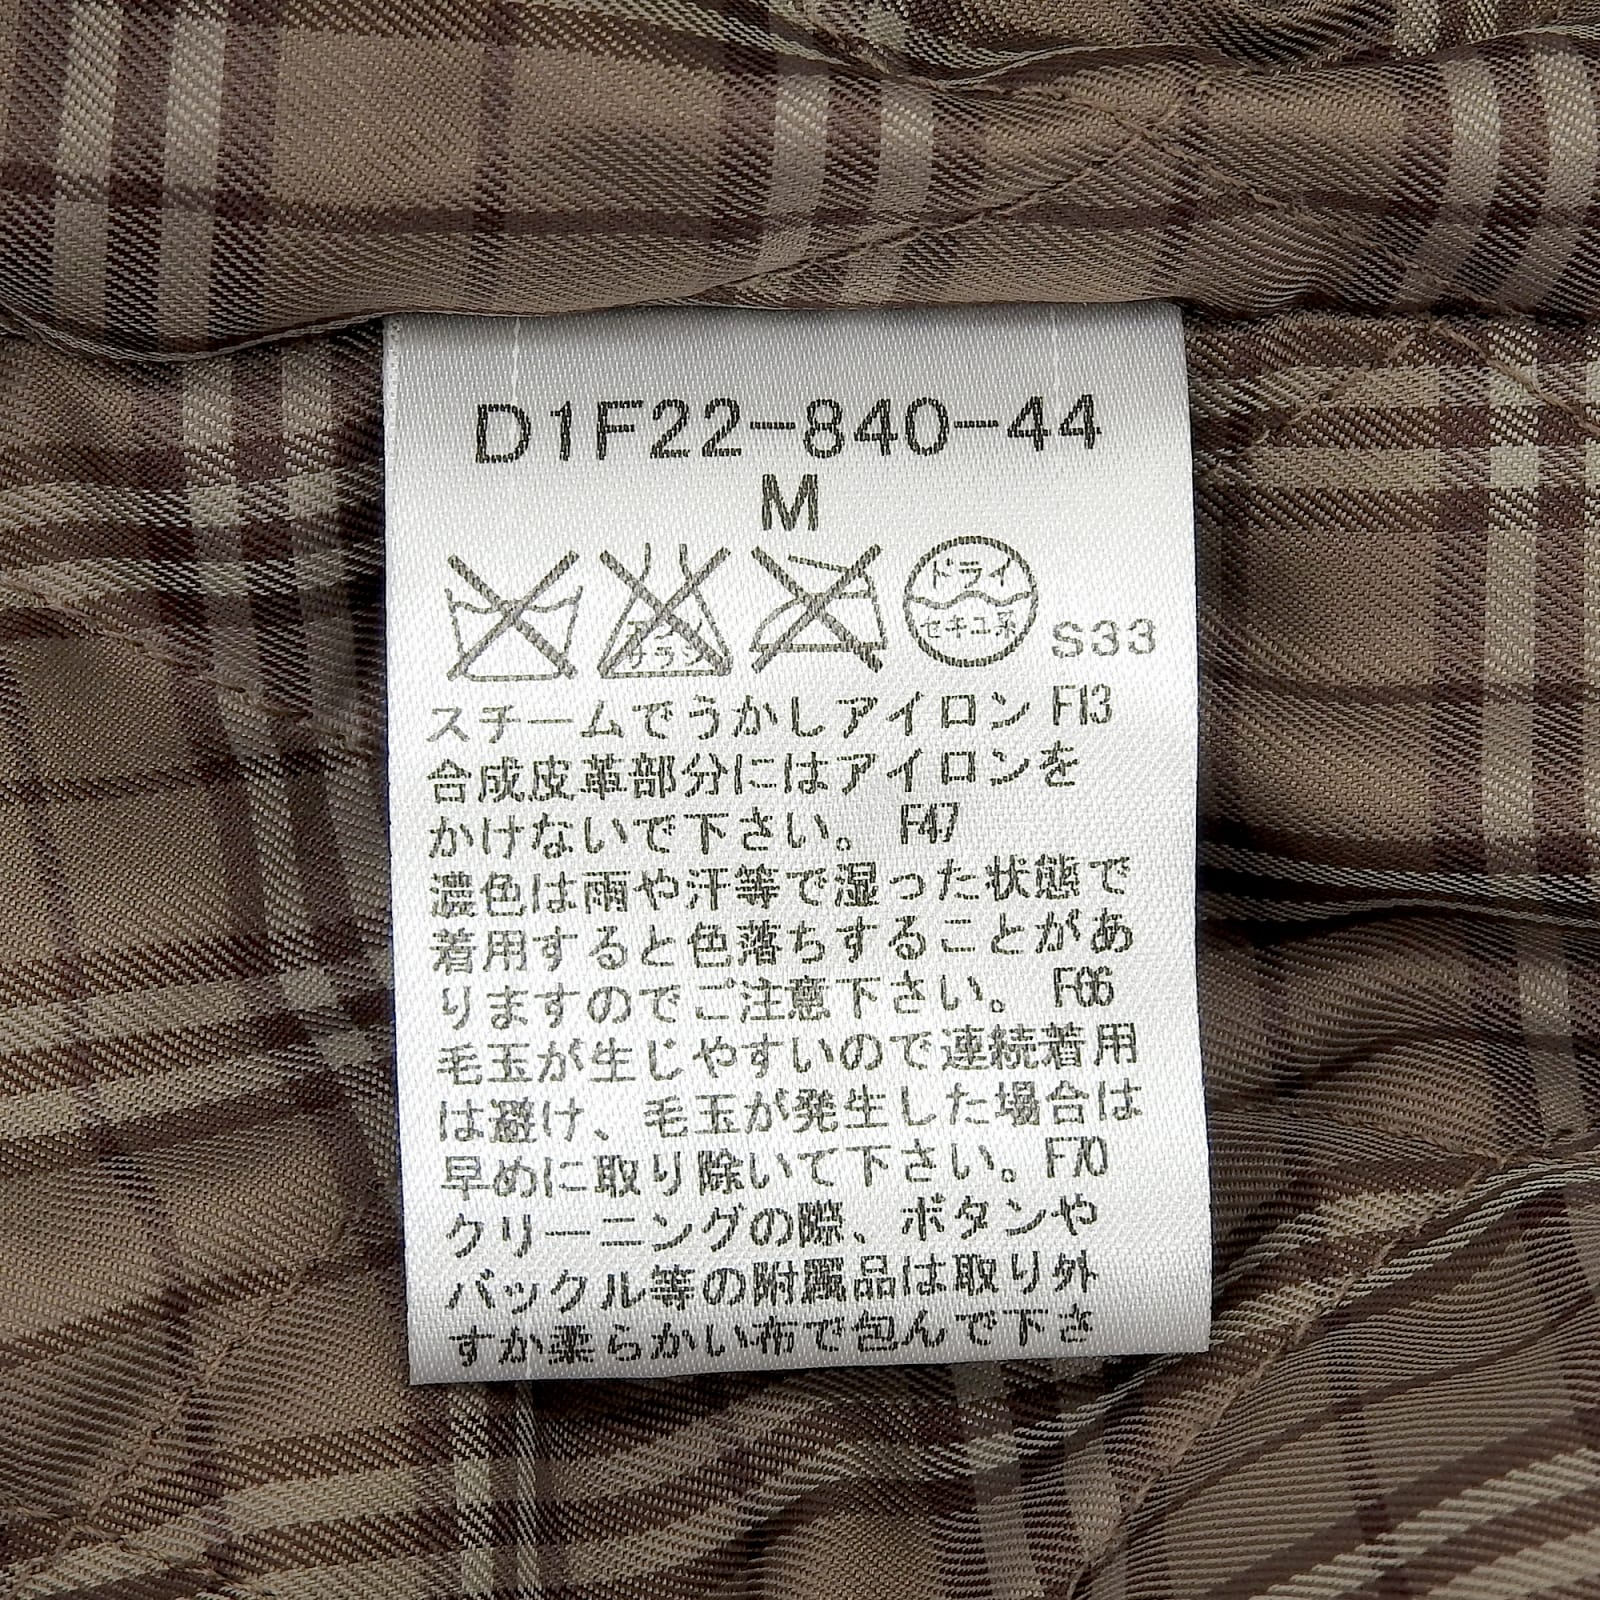 D1F22-840-44
M
ドライ
セキユ系
S33
スチームでうかしアイロン F13
合成皮革部分にはアイロンを
かけないで下さい。 F47
濃色は雨や汗等で湿った状態で
着用すると色落ちすることがあ
りますのでご注意下さい。 F66
毛玉が生じやすいので連続着用
は避け、毛玉が発生した場合は
早めに取り除いて下さい。F70
クリーニングの際、ボタンや
バックル等の附属品は取り外
すか柔らかい布で包んで下さ